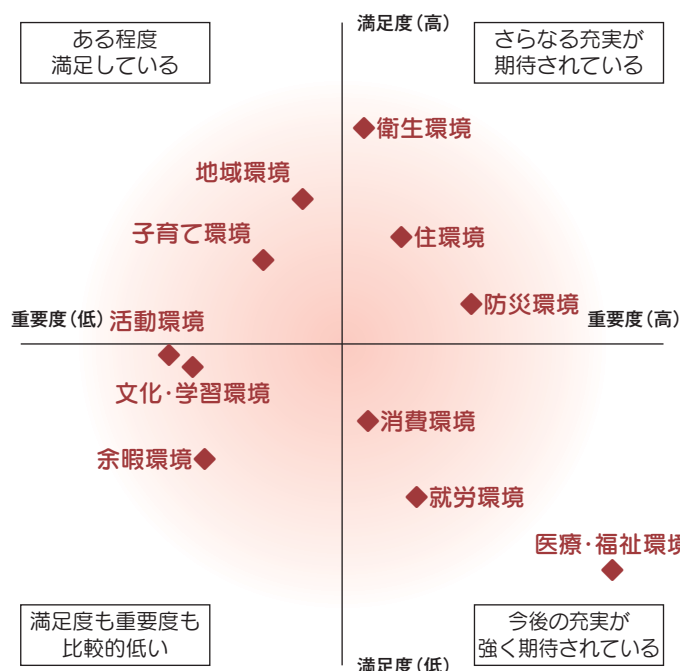 満足度(高)
ある程度
満足している
さらなる充実が
期待されている
衛生環境
地域環境
子育て環境
住環境
防災環境
重要度(低)
活動環境
重要度(高)
文化・学習環境
消費環境
余暇環境
就労環境
医療・福祉環境
満足度も重要度も
比較的低い
今後の充実が
強く期待されている
満足度(低)